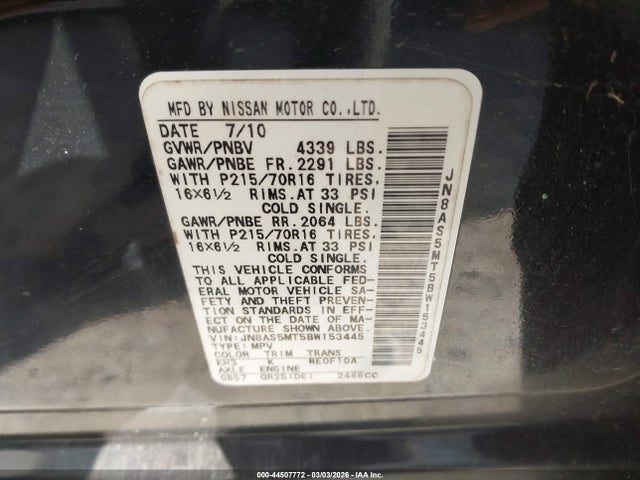 MFD BY NISSAN MOTOR CO.,LTD.
DATE 7/10
GVWR/PNBV 4339 LBS.
GAWR/PNBE FR. 2291 LBS.
WITH P215/70R16 TIRES,
16X6½ RIMS.AT 33 PSI
COLD SINGLE.
GAWR/PNBE RR. 2064 LBS.
WITH P215/70R16 TIRES,
16X6½ RIMS.AT 33 PSI
COLD SINGLE.
THIS VEHICLE CONFORMS
TO ALL APPLICABLE FED-
ERAL MOTOR VEHICLE SA-
FETY AND THEFT PREVEN-
TION STANDARDS IN EFF-
ECT ON THE DATE OF MA-
NUFACTURE SHOWN ABOVE.
VIN:JN8AS5MT5BW153445
TYPE:MPV
COLOR TRIM TRANS
KH3 K RE0F10A
AXLE ENGINE
GB57 QR25(DE) 2488CC
JN8AS5MT5BW153445
000-44507772 - 03/03/2026 - IAA Inc.